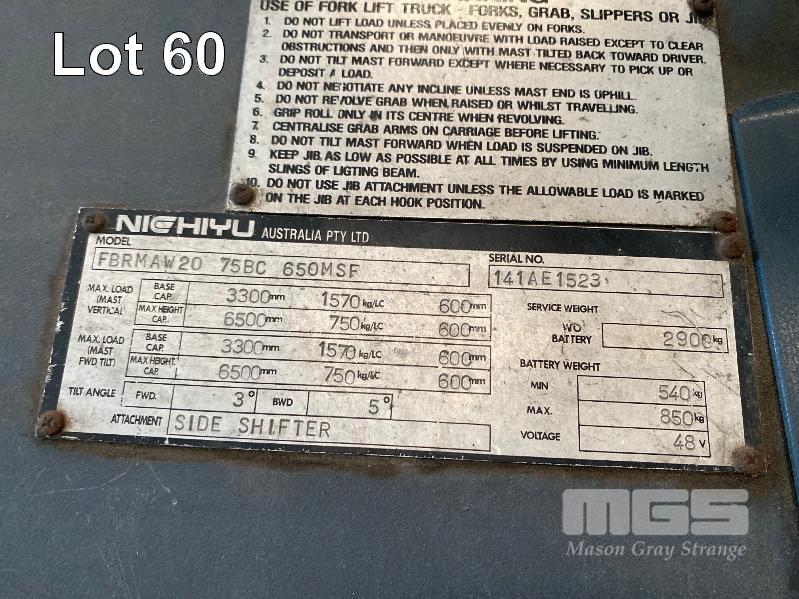 Lot 60
USE OF FORK LIFT TRUCK - FORKS, GRAB, SLIPPERS OR JIB
1. DO NOT LIFT LOAD UNLESS PLACED EVENLY ON FORKS.
2. DO NOT TRANSPORT OR MANOEUVRE WITH LOAD RAISED EXCEPT TO CLEAR
OBSTRUCTIONS AND THEN ONLY WITH MAST TILTED BACK TOWARD DRIVER.
3. DO NOT TILT MAST FORWARD EXCEPT WHERE NECESSARY TO PICK UP OR
DEPOSIT A LOAD.
4. DO NOT NEGOTIATE ANY INCLINE UNLESS MAST END IS UPHILL.
5. DO NOT REVOLVE GRAB WHEN RAISED OR WHILST TRAVELLING.
6. GRIP ROLL ONLY IN ITS CENTRE WHEN REVOLVING.
7. CENTRALISE GRAB ARMS ON CARRIAGE BEFORE LIFTING.
8. DO NOT TILT MAST FORWARD WHEN LOAD IS SUSPENDED ON JIB.
9. KEEP JIB AS LOW AS POSSIBLE AT ALL TIMES BY USING MINIMUM LENGTH
SLINGS OF LIGTING BEAM.
10. DO NOT USE JIB ATTACHMENT UNLESS THE ALLOWABLE LOAD IS MARKED
ON THE JIB AT EACH HOOK POSITION.
NICHIYU AUSTRALIA PTY LTD
MODEL FBRMAW20 75BC 650MSF
SERIAL NO. 141AE1523
MAX. LOAD (MAST VERTICAL)
BASE CAP. 3300mm 1570kg/LC 600mm
MAX HEIGHT CAP. 6500mm 750kg/LC 600mm
MAX. LOAD (MAST FWD TILT)
BASE CAP. 3300mm 1570kg/LC 600mm
MAX HEIGHT. CAP. 6500mm 750kg/LC 600mm
TILT ANGLE FWD. 3° BWD 5°
ATTACHMENT SIDE SHIFTER
SERVICE WEIGHT
WO BATTERY 2900kg
BATTERY WEIGHT
MIN 540kg
MAX. 850kg
VOLTAGE 48V
MGS
Mason Gray Strange